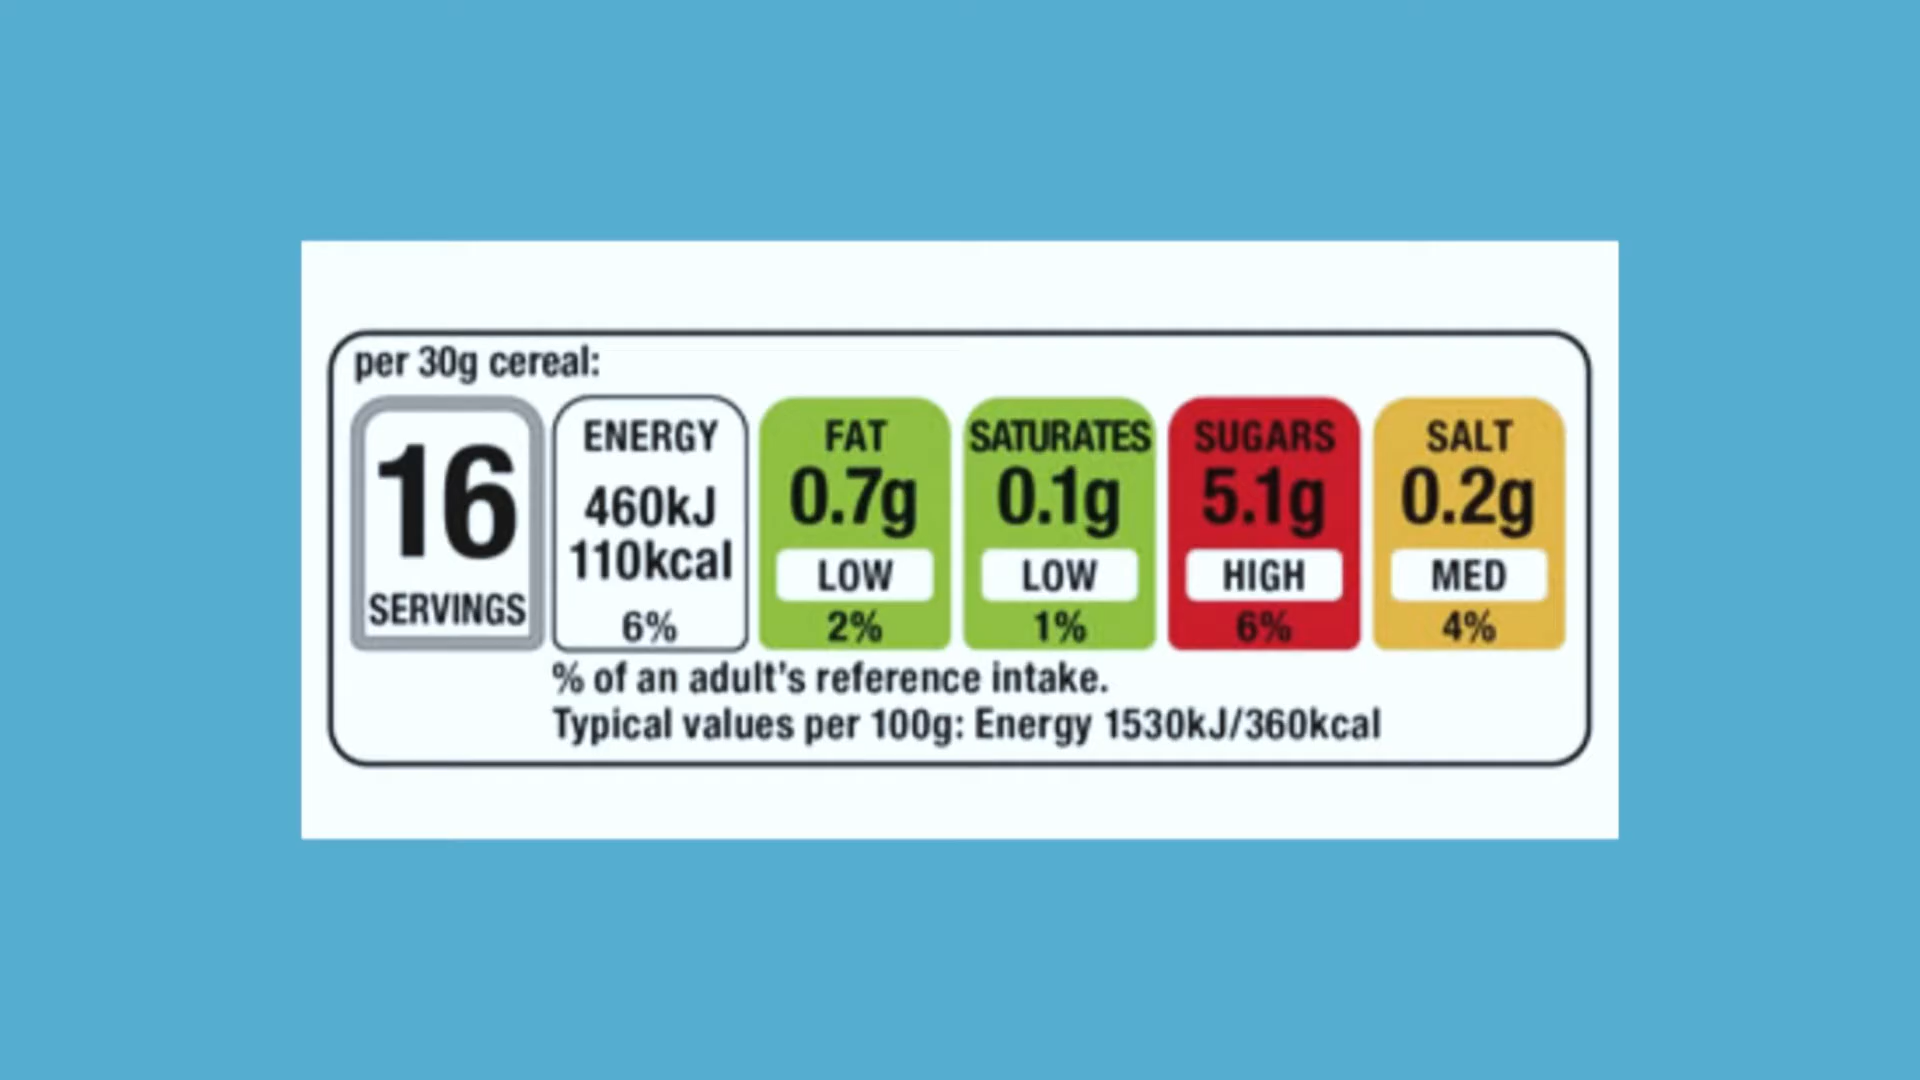 per 30g cereal:
16
SERVINGS
ENERGY
460kJ
110kcal
6%
FAT
0.7g
LOW
2%
SATURATES
0.1g
LOW
1%
SUGARS
5.1g
HIGH
6%
SALT
0.2g
MED
4%
% of an adult's reference intake.
Typical values per 100g: Energy 1530kJ/360kcal